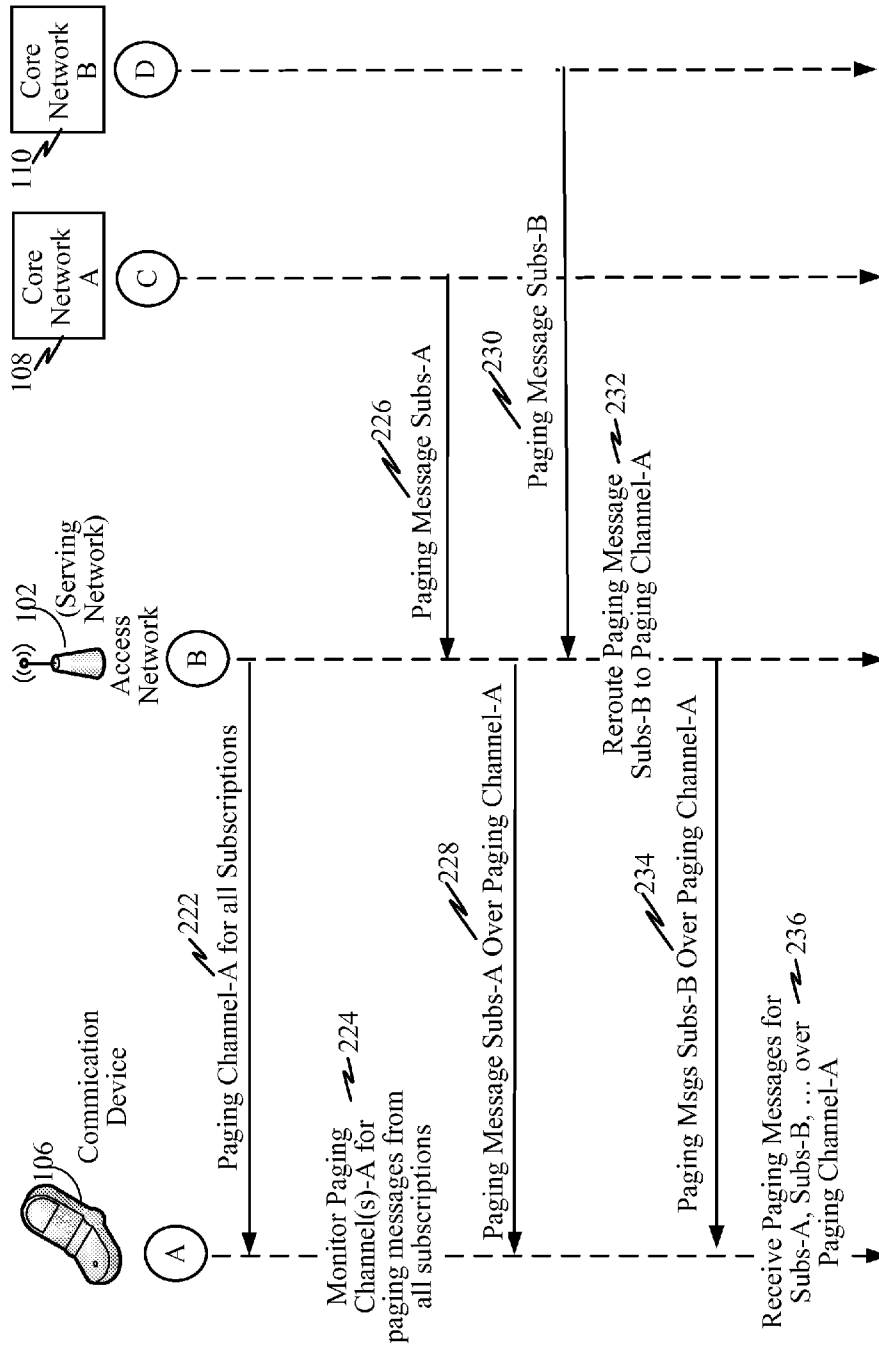 106
Commication
Device
A
102
(Serving
Network)
Access
Network
B
108
Core
Network
A
C
110
Core
Network
B
D
222
Paging Channel-A for all Subscriptions
Monitor Paging
Channel(s)-A for
paging messages from
all subscriptions
224
226
Paging Message Subs-A
228
Paging Message Subs-A Over Paging Channel-A
230
Paging Message Subs-B
Reroute Paging Message
Subs-B to Paging Channel-A
232
234
Paging Msgs Subs-B Over Paging Channel-A
Receive Paging Messages for
Subs-A, Subs-B, ... over
Paging Channel-A
236